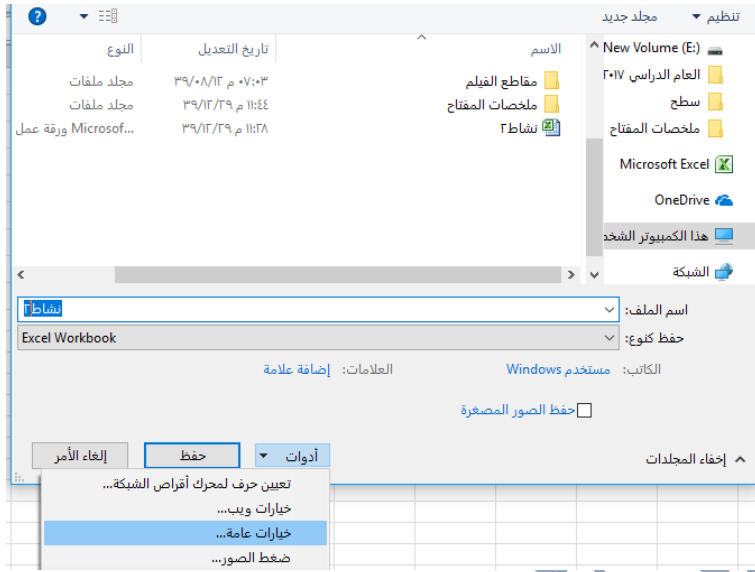 تنظيم مجلد جديد ?
الاسم تاريخ التعديل النوع
مقاطع الفيلم ٠٧:٠٣ م ٣٩/٠٨/١٢ مجلد ملفات
ملخصات المفتاح ١١:٤٤ م ٣٩/١٢/٢٩ مجلد ملفات
نشاط٢ ١١:٢٨ م ٣٩/١٢/٢٩ ورقة عمل Microsof...
New Volume (E:)
العام الدراسي ٢٠١٧
سطح
ملخصات المفتاح
Microsoft Excel
OneDrive
هذا الكمبيوتر الشخد
الشبكة
اسم الملف: نشاط٢
حفظ كنوع: Excel Workbook
الكاتب: مستخدم Windows العلامات: إضافة علامة
حفظ الصور المصغرة
إخفاء المجلدات أدوات حفظ إلغاء الأمر
تعيين حرف لمحرك أقراص الشبكة...
خيارات ويب...
خيارات عامة...
ضغط الصور...